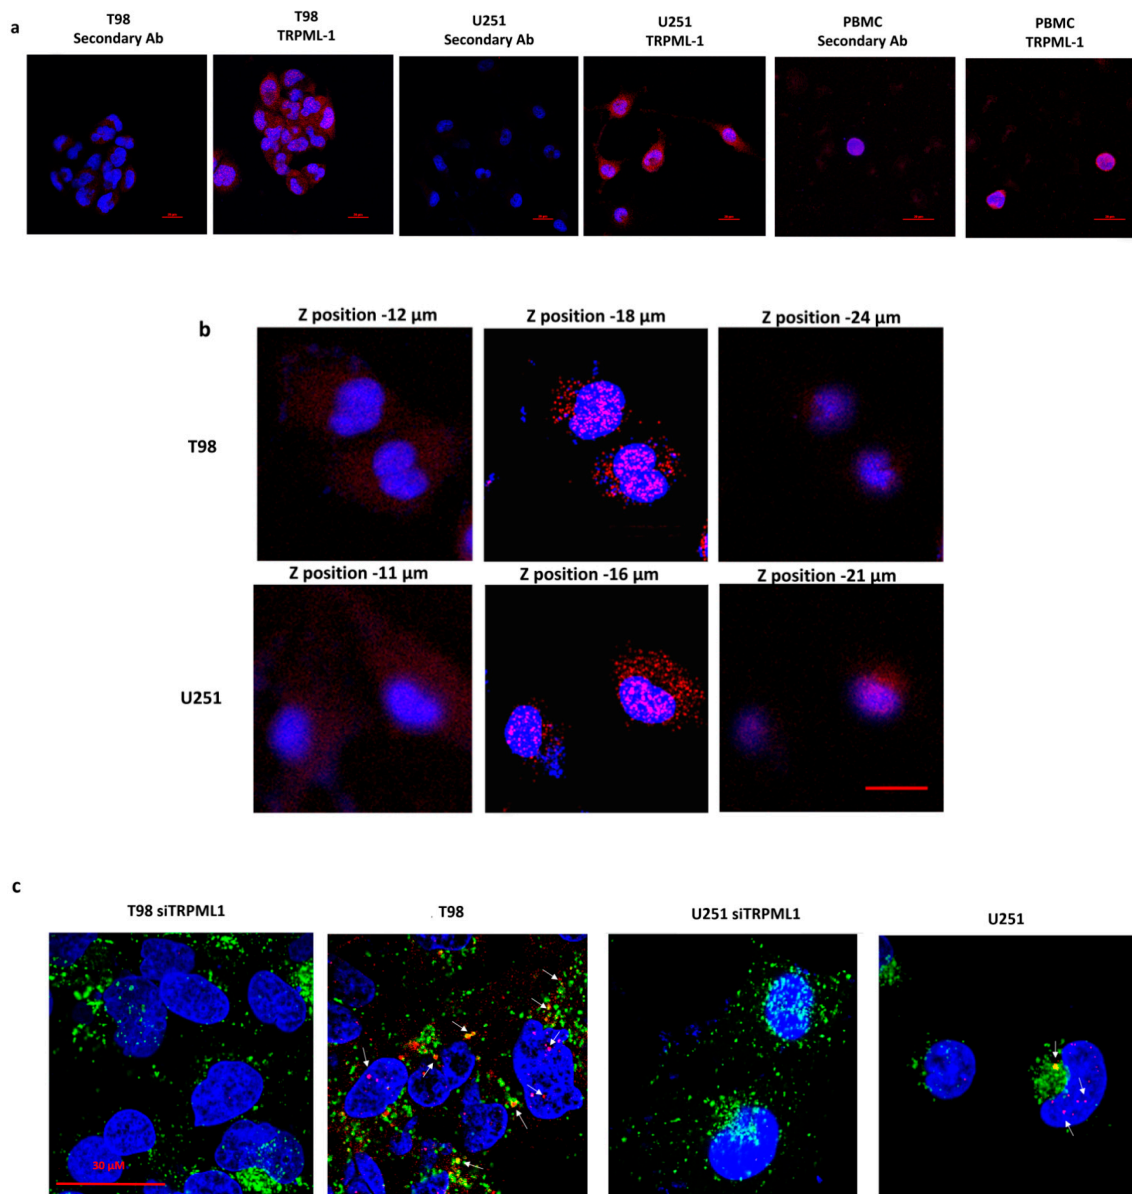 a
T98
Secondary Ab
T98
TRPML-1
U251
Secondary Ab
U251
TRPML-1
PBMC
Secondary Ab
PBMC
TRPML-1
b
Z position -12 µm
Z position -18 µm
Z position -24 µm
T98
Z position -11 µm
Z position -16 µm
Z position -21 µm
U251
c
T98 siTRPML1
T98
U251 siTRPML1
U251
30 µM